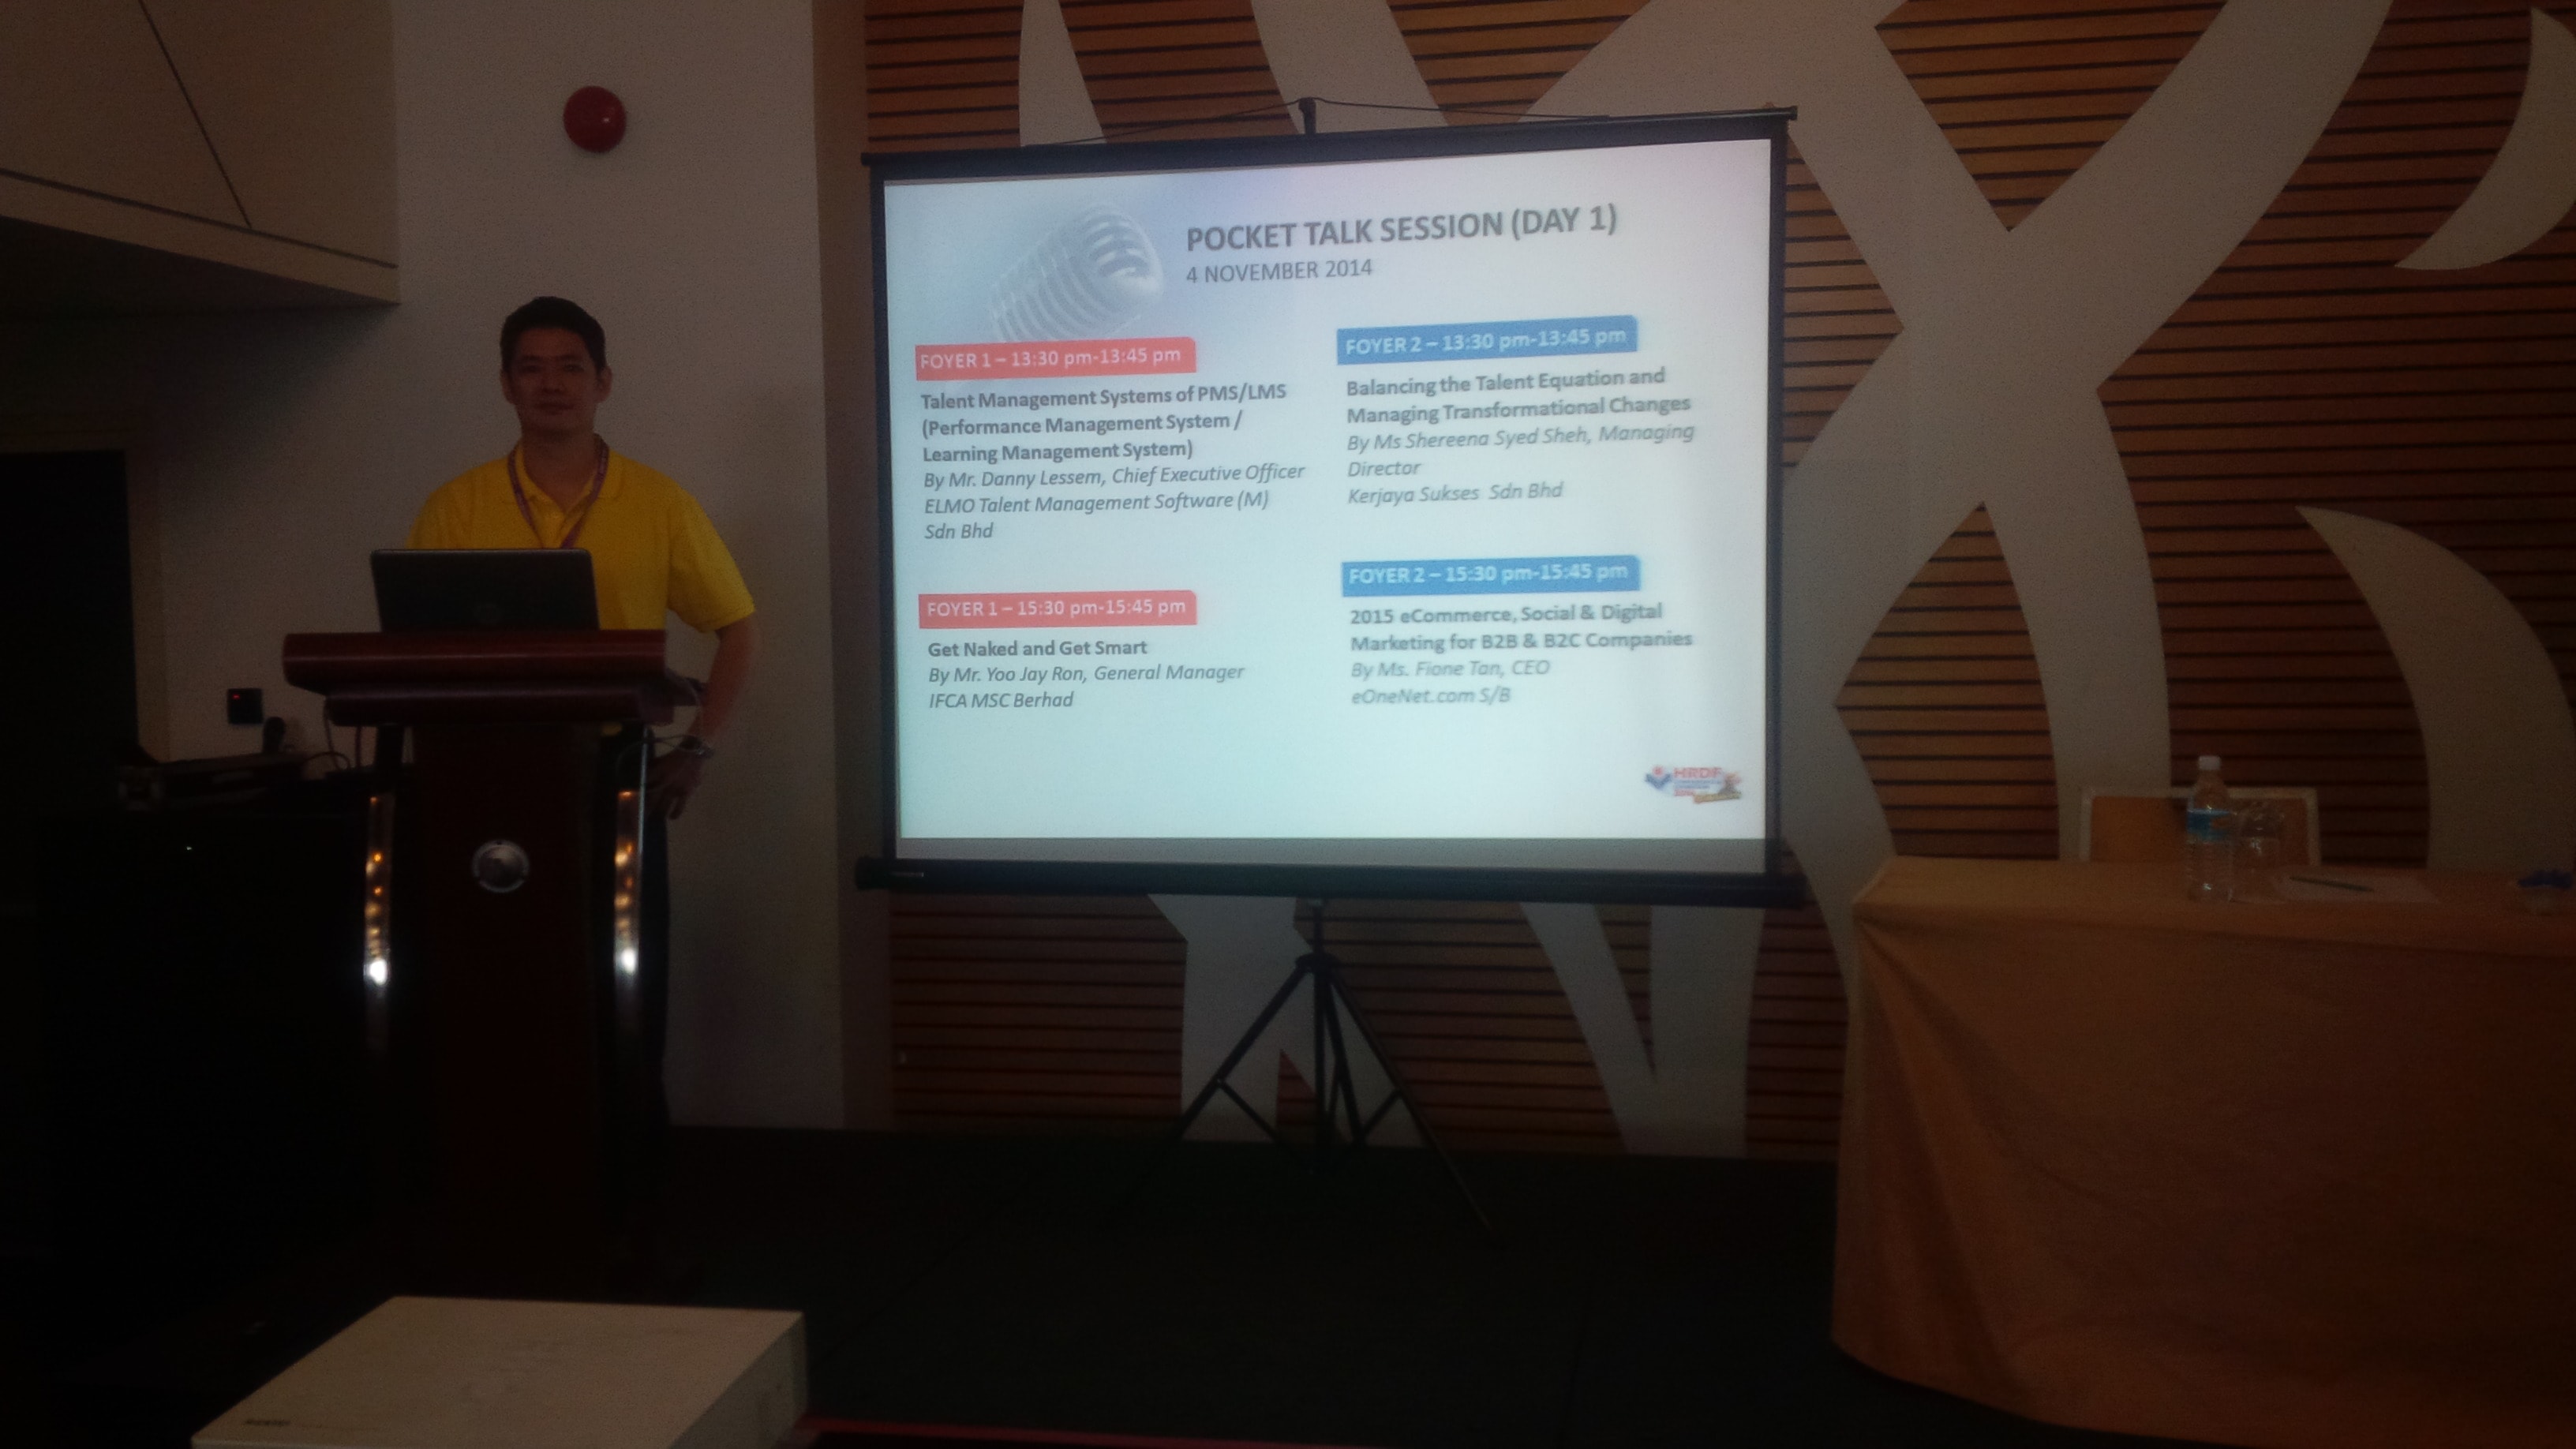 POCKET TALK SESSION (DAY 1)
4 NOVEMBER 2014
FOYER 1 – 13:30 pm-13:45 pm
Talent Management Systems of PMS/LMS
(Performance Management System /
Learning Management System)
By Mr. Danny Lessem, Chief Executive Officer
ELMO Talent Management Software (M)
Sdn Bhd
FOYER 1 – 15:30 pm-15:45 pm
Get Naked and Get Smart
By Mr. Yoo Jay Ron, General Manager
IFCA MSC Berhad
FOYER 2 – 13:30 pm-13:45 pm
Balancing the Talent Equation and
Managing Transformational Changes
By Ms Shereena Syed Sheh, Managing
Director
Kerjaya Sukses Sdn Bhd
FOYER 2 – 15:30 pm-15:45 pm
2015 eCommerce, Social & Digital
Marketing for B2B & B2C Companies
By Ms. Fione Tan, CEO
eOneNet.com S/B
HRDF